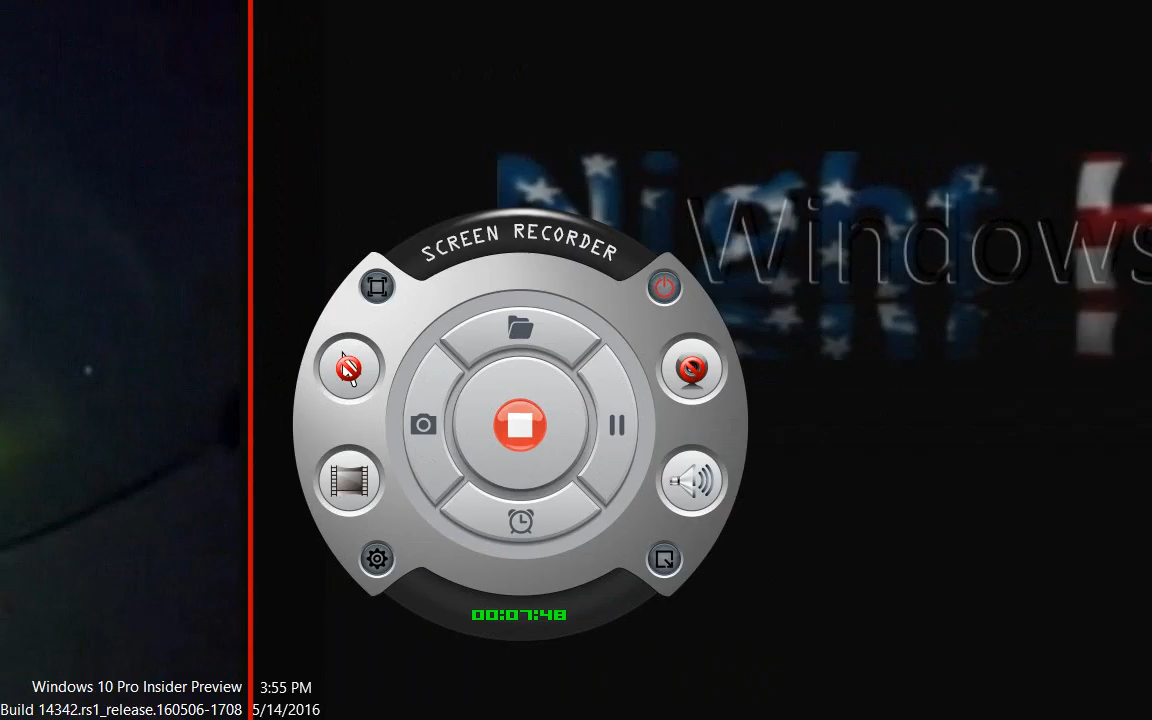 Night H
Windows
SCREEN RECORDER
00:07:48
Windows 10 Pro Insider Preview
3:55 PM
Build 14342.rs1_release.160506-1708
5/14/2016